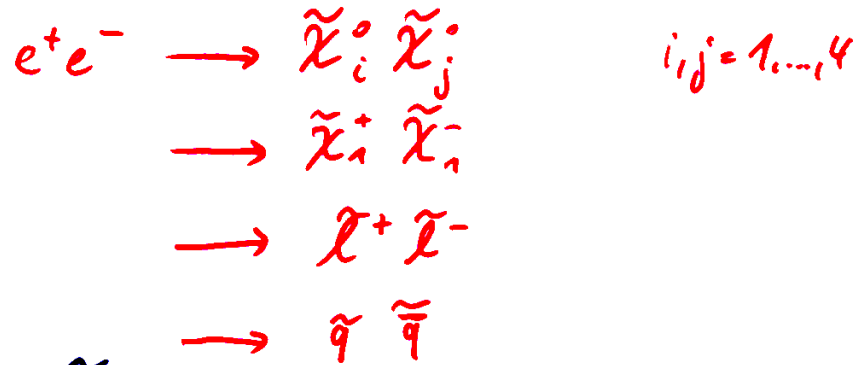 e⁺e⁻ → χ̃⁰ᵢ χ̃⁰ⱼ i,j = 1,...,4
→ χ̃⁺₁ χ̃⁻₁
→ l̃⁺ l̃⁻
→ q̃ q̄̃